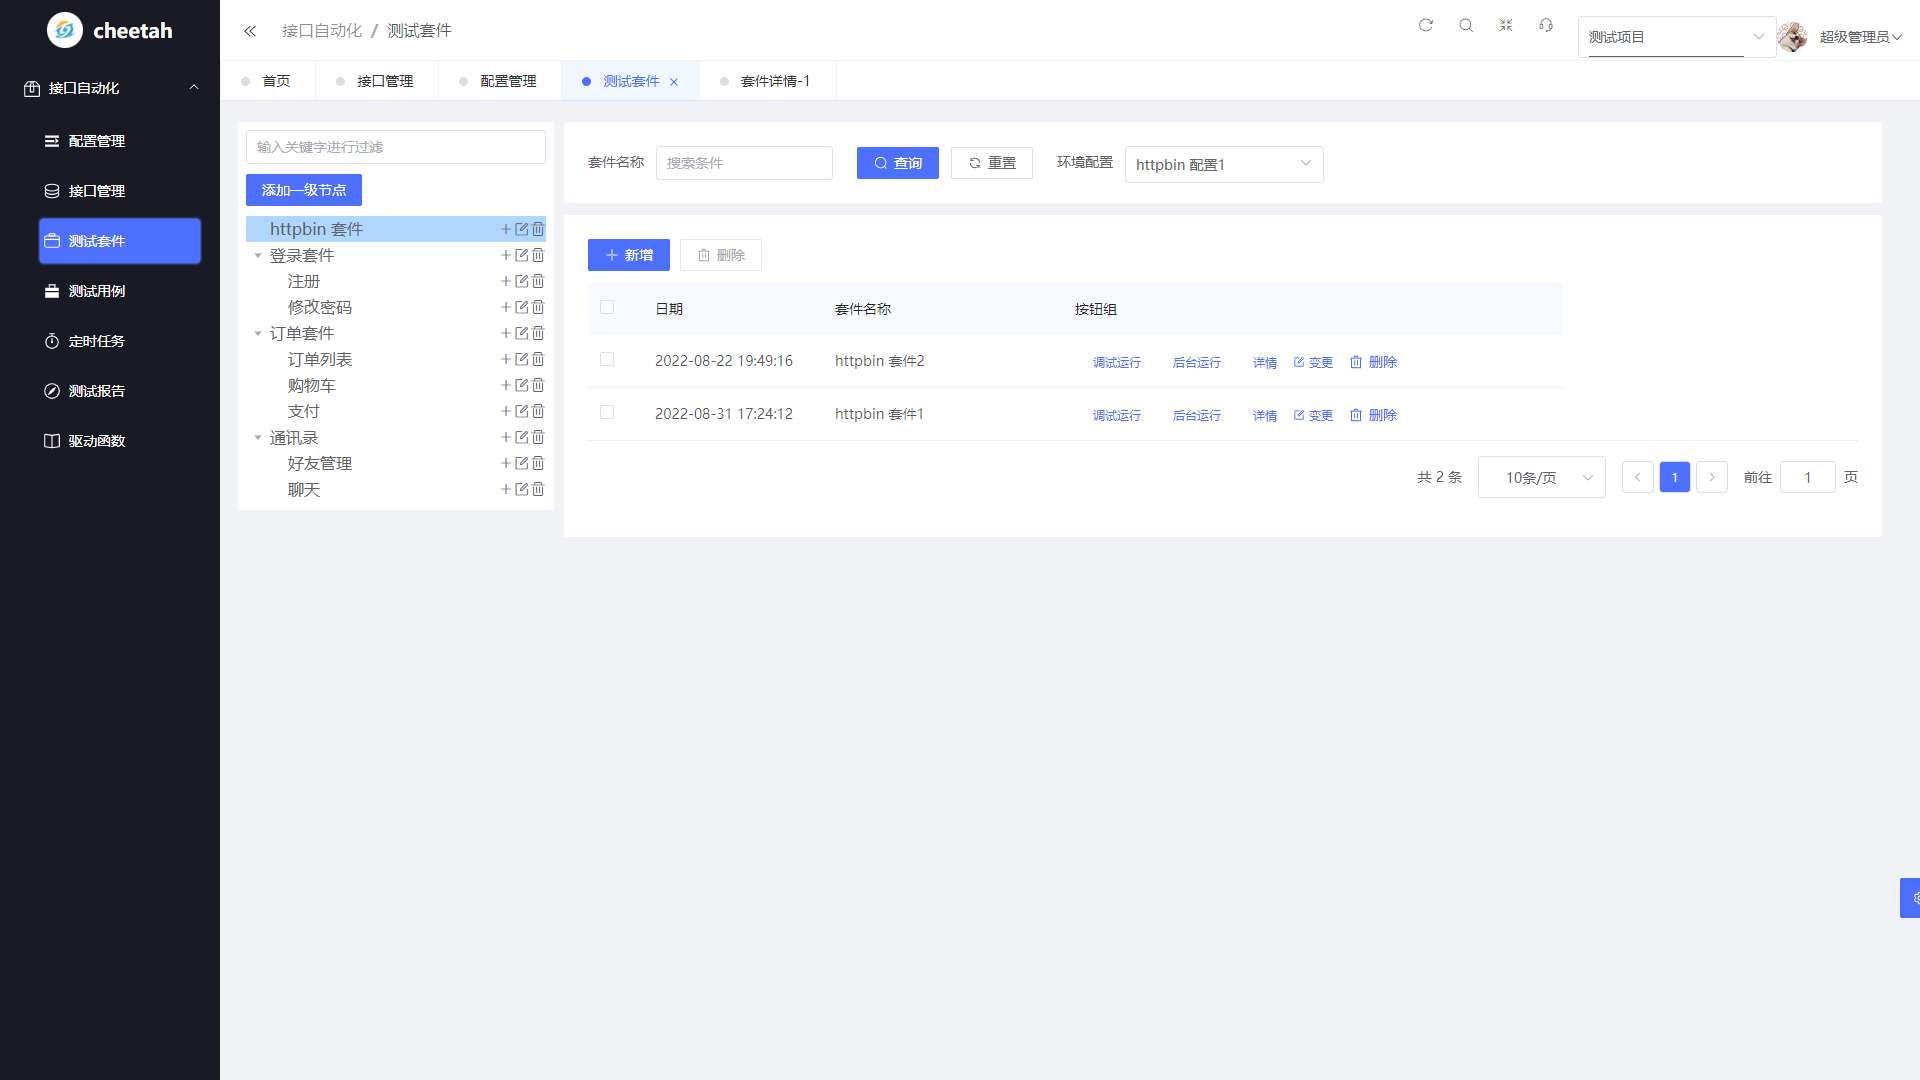 cheetah
接口自动化
配置管理
接口管理
测试套件
测试用例
定时任务
测试报告
驱动函数
接口自动化 / 测试套件
测试项目
超级管理员
首页
接口管理
配置管理
测试套件
套件详情-1
输入关键字进行过滤
添加一级节点
httpbin 套件
登录套件
注册
修改密码
订单套件
订单列表
购物车
支付
通讯录
好友管理
聊天
套件名称 搜索条件 查询 重置 环境配置 httpbin 配置1
新增 删除
日期 套件名称 按钮组
2022-08-22 19:49:16 httpbin 套件2 调试运行 后台运行 详情 变更 删除
2022-08-31 17:24:12 httpbin 套件1 调试运行 后台运行 详情 变更 删除
共 2 条 10条/页 1 前往 1 页